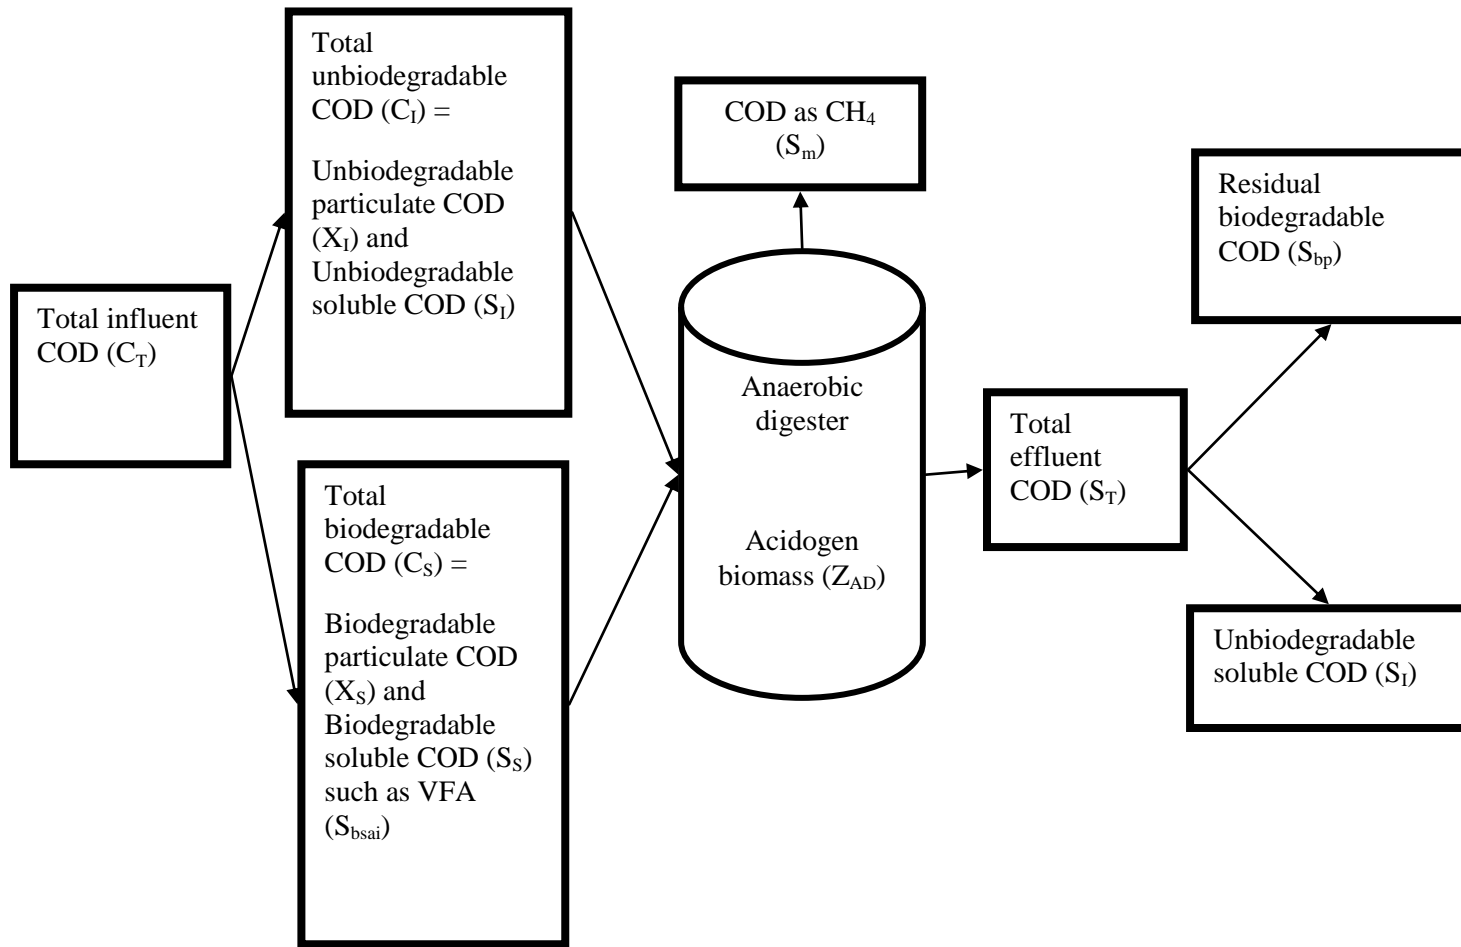 Total influent
COD (C_T)
Total
unbiodegradable
COD (C_I) =
Unbiodegradable
particulate COD
(X_I) and
Unbiodegradable
soluble COD (S_I)
Total
biodegradable
COD (C_S) =
Biodegradable
particulate COD
(X_S) and
Biodegradable
soluble COD (S_S)
such as VFA
(S_bsai)
COD as CH_4
(S_m)
Anaerobic
digester
Acidogen
biomass (Z_AD)
Total
effluent
COD (S_T)
Residual
biodegradable
COD (S_bp)
Unbiodegradable
soluble COD (S_I)